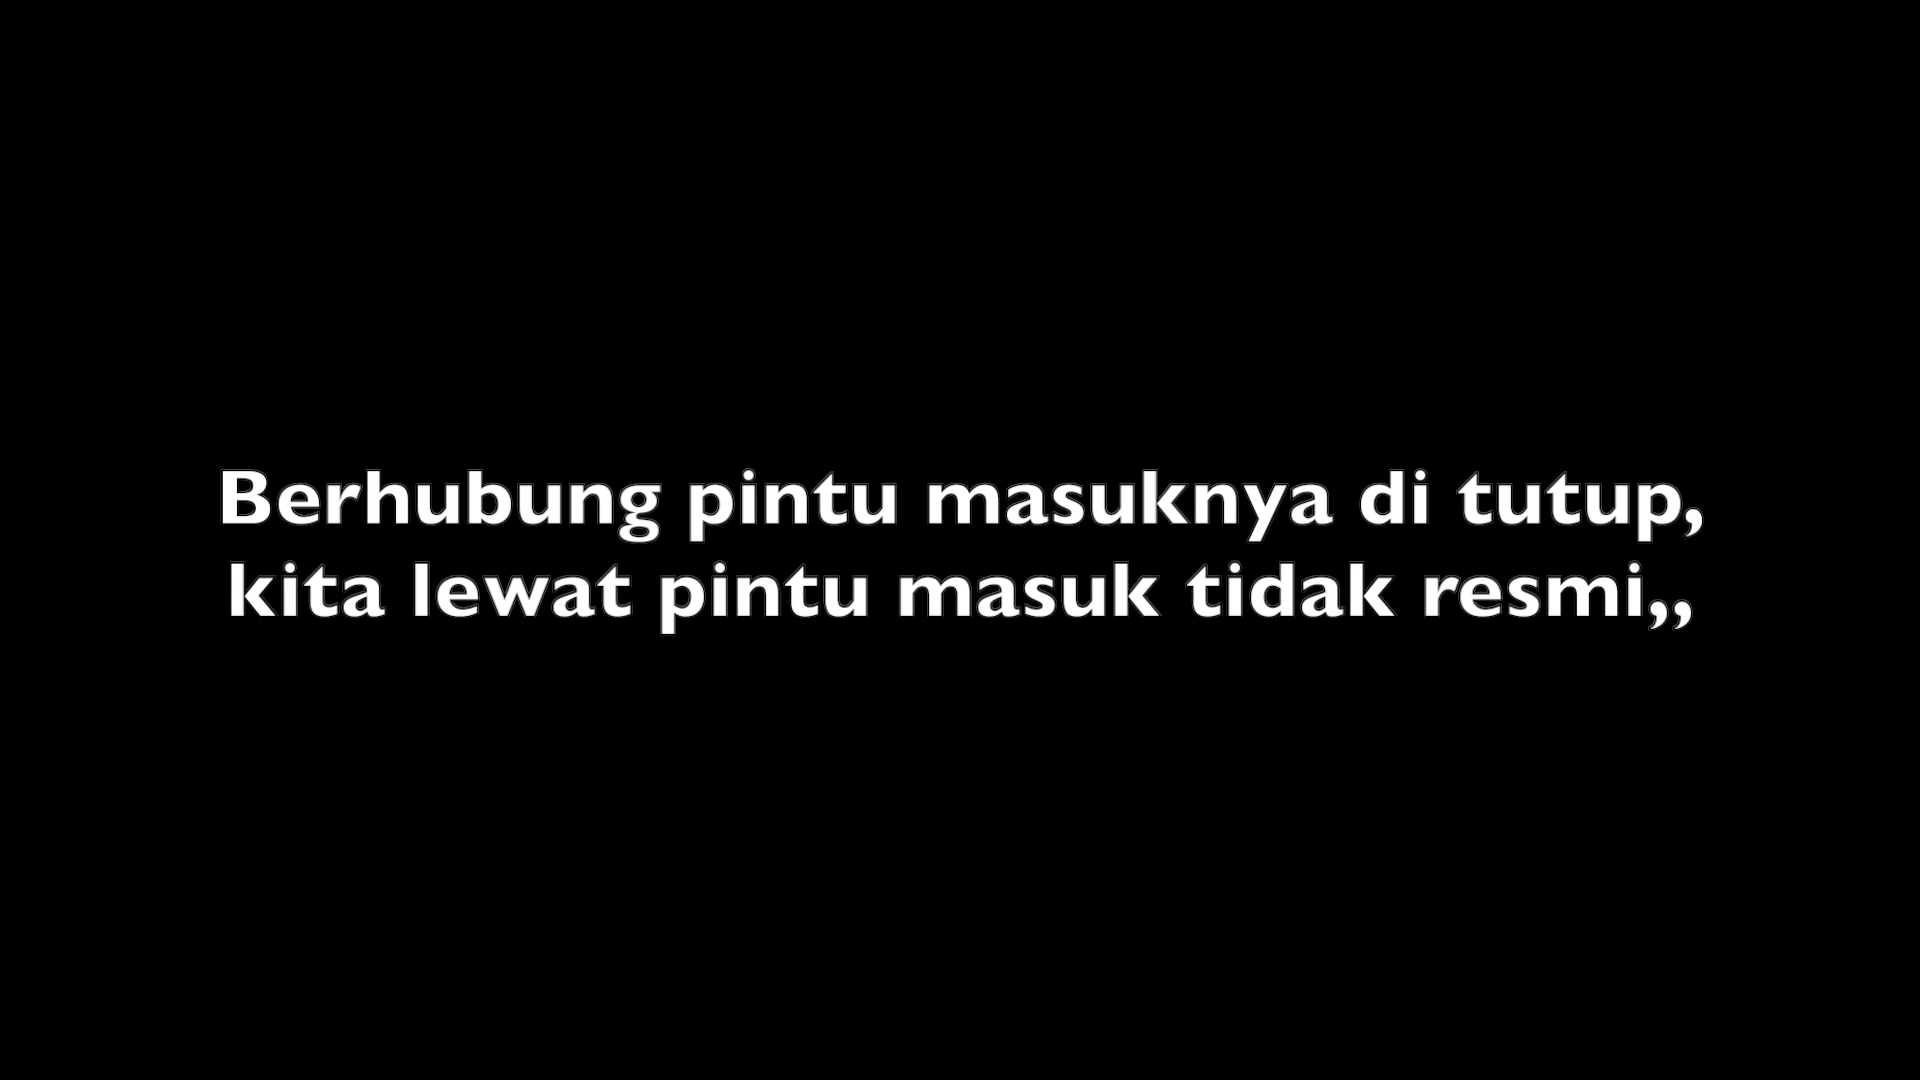 Berhubung pintu masuknya di tutup,
kita lewat pintu masuk tidak resmi,,